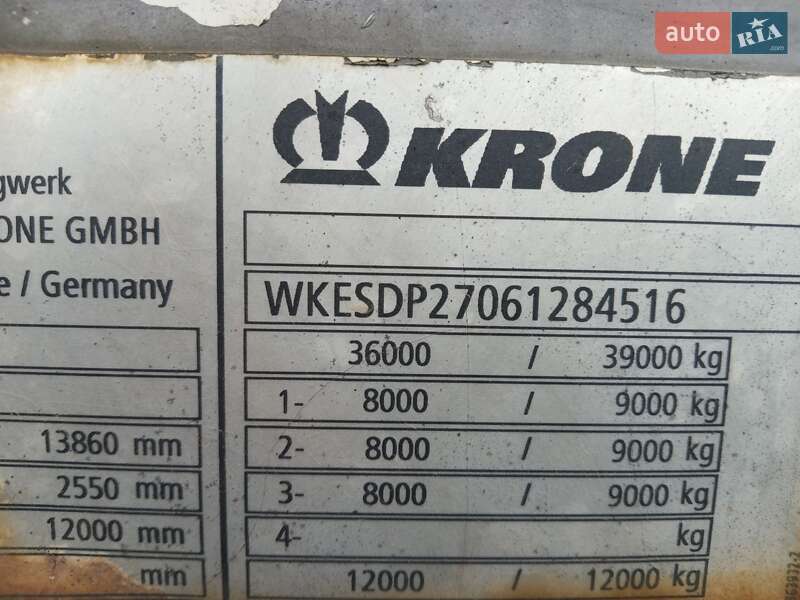 auto RIA .com
KRONE
gwerk
ONE GMBH
e / Germany
WKESDP27061284516
36000 / 39000 kg
1- 8000 / 9000 kg
2- 8000 / 9000 kg
3- 8000 / 9000 kg
4- kg
12000 / 12000 kg
13860 mm
2550 mm
12000 mm
mm